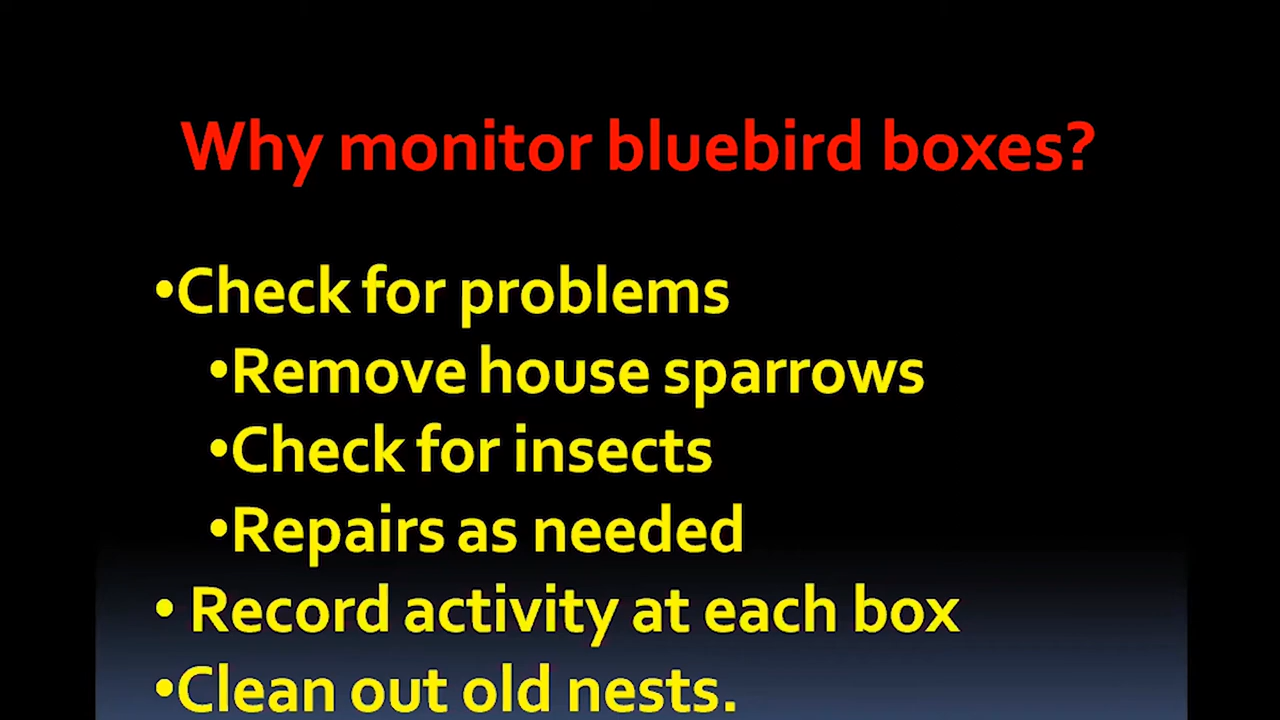 Why monitor bluebird boxes?
•Check for problems
•Remove house sparrows
•Check for insects
•Repairs as needed
• Record activity at each box
•Clean out old nests.